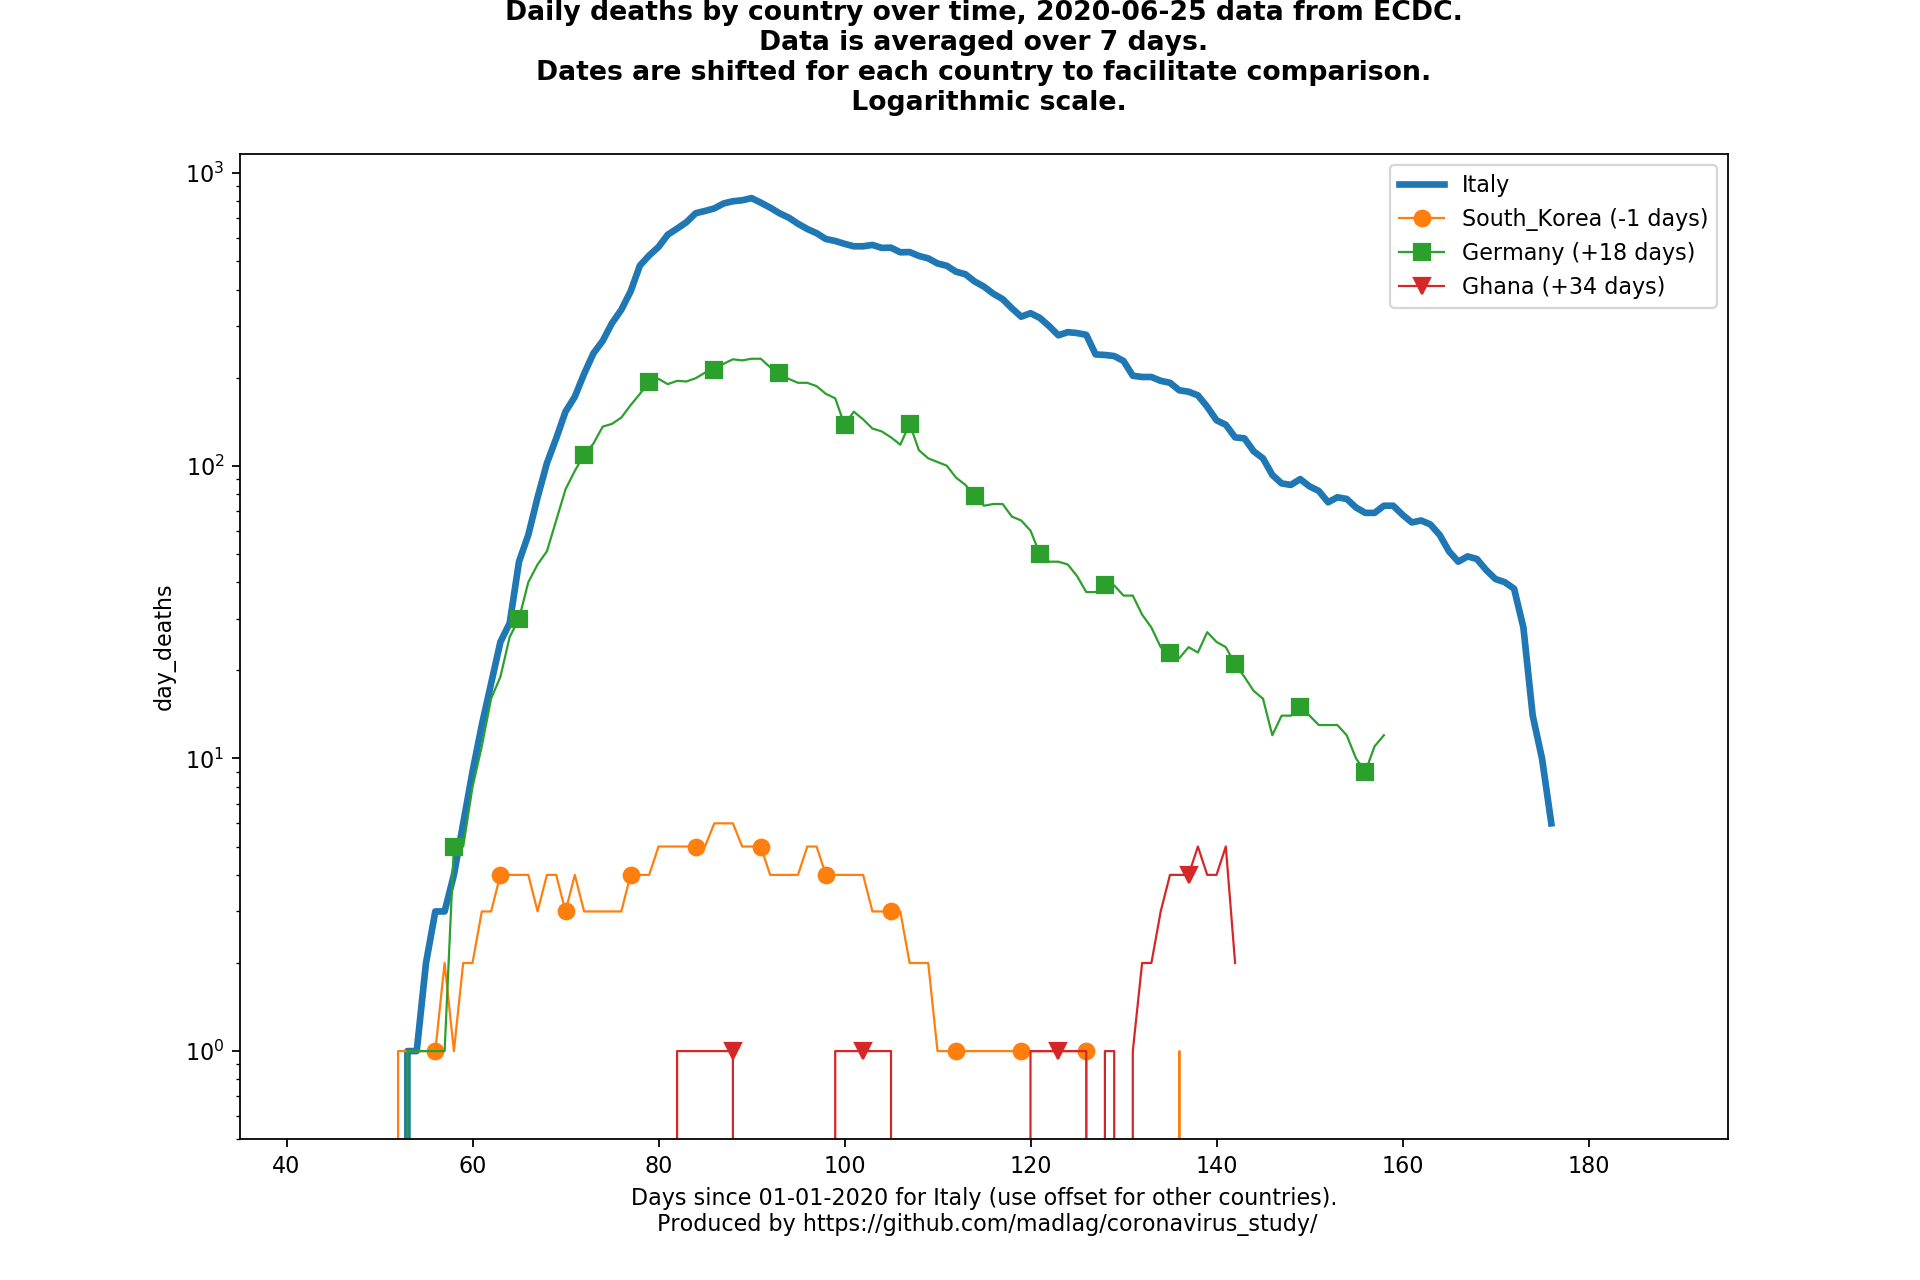 Daily deaths by country over time, 2020-06-25 data from ECDC.
Data is averaged over 7 days.
Dates are shifted for each country to facilitate comparison.
Logarithmic scale.
10³
10²
10¹
10⁰
day_deaths
Italy
South_Korea (-1 days)
Germany (+18 days)
Ghana (+34 days)
40 60 80 100 120 140 160 180
Days since 01-01-2020 for Italy (use offset for other countries).
Produced by https://github.com/madlag/coronavirus_study/